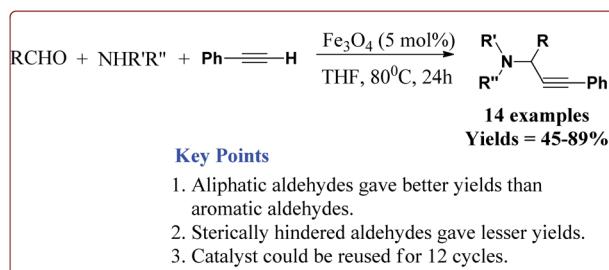 RCHO + NHR'R" + Ph H
Fe₃O₄ (5 mol%)
THF, 80⁰C, 24h
R' R
N
R" Ph
14 examples
Yields = 45-89%
Key Points
1. Aliphatic aldehydes gave better yields than
aromatic aldehydes.
2. Sterically hindered aldehydes gave lesser yields.
3. Catalyst could be reused for 12 cycles.